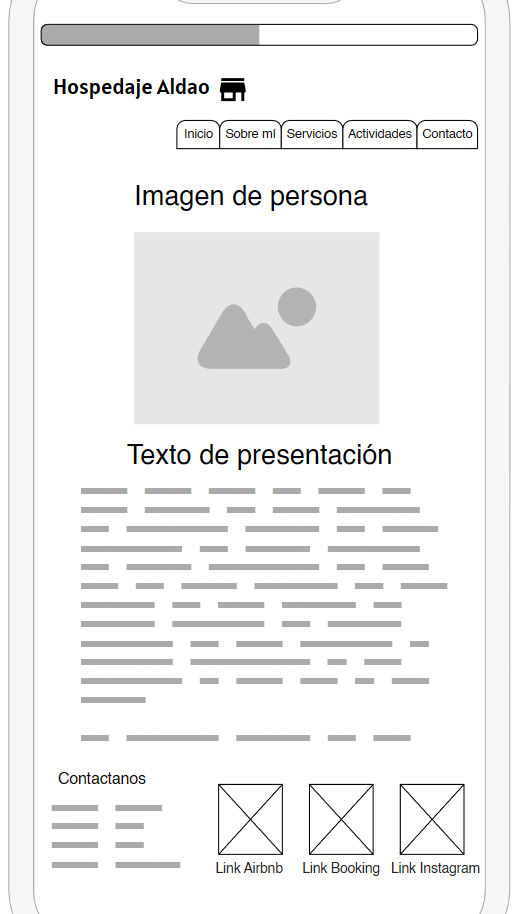 Hospedaje Aldao
Inicio Sobre mí Servicios Actividades Contacto
Imagen de persona
Texto de presentación
Contactanos
Link Airbnb Link Booking Link Instagram